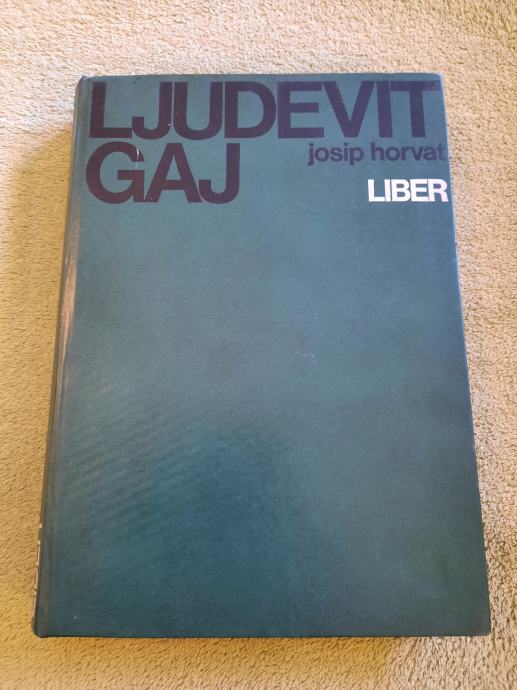 LJUDEVIT
GAJ
josip horvat
LIBER